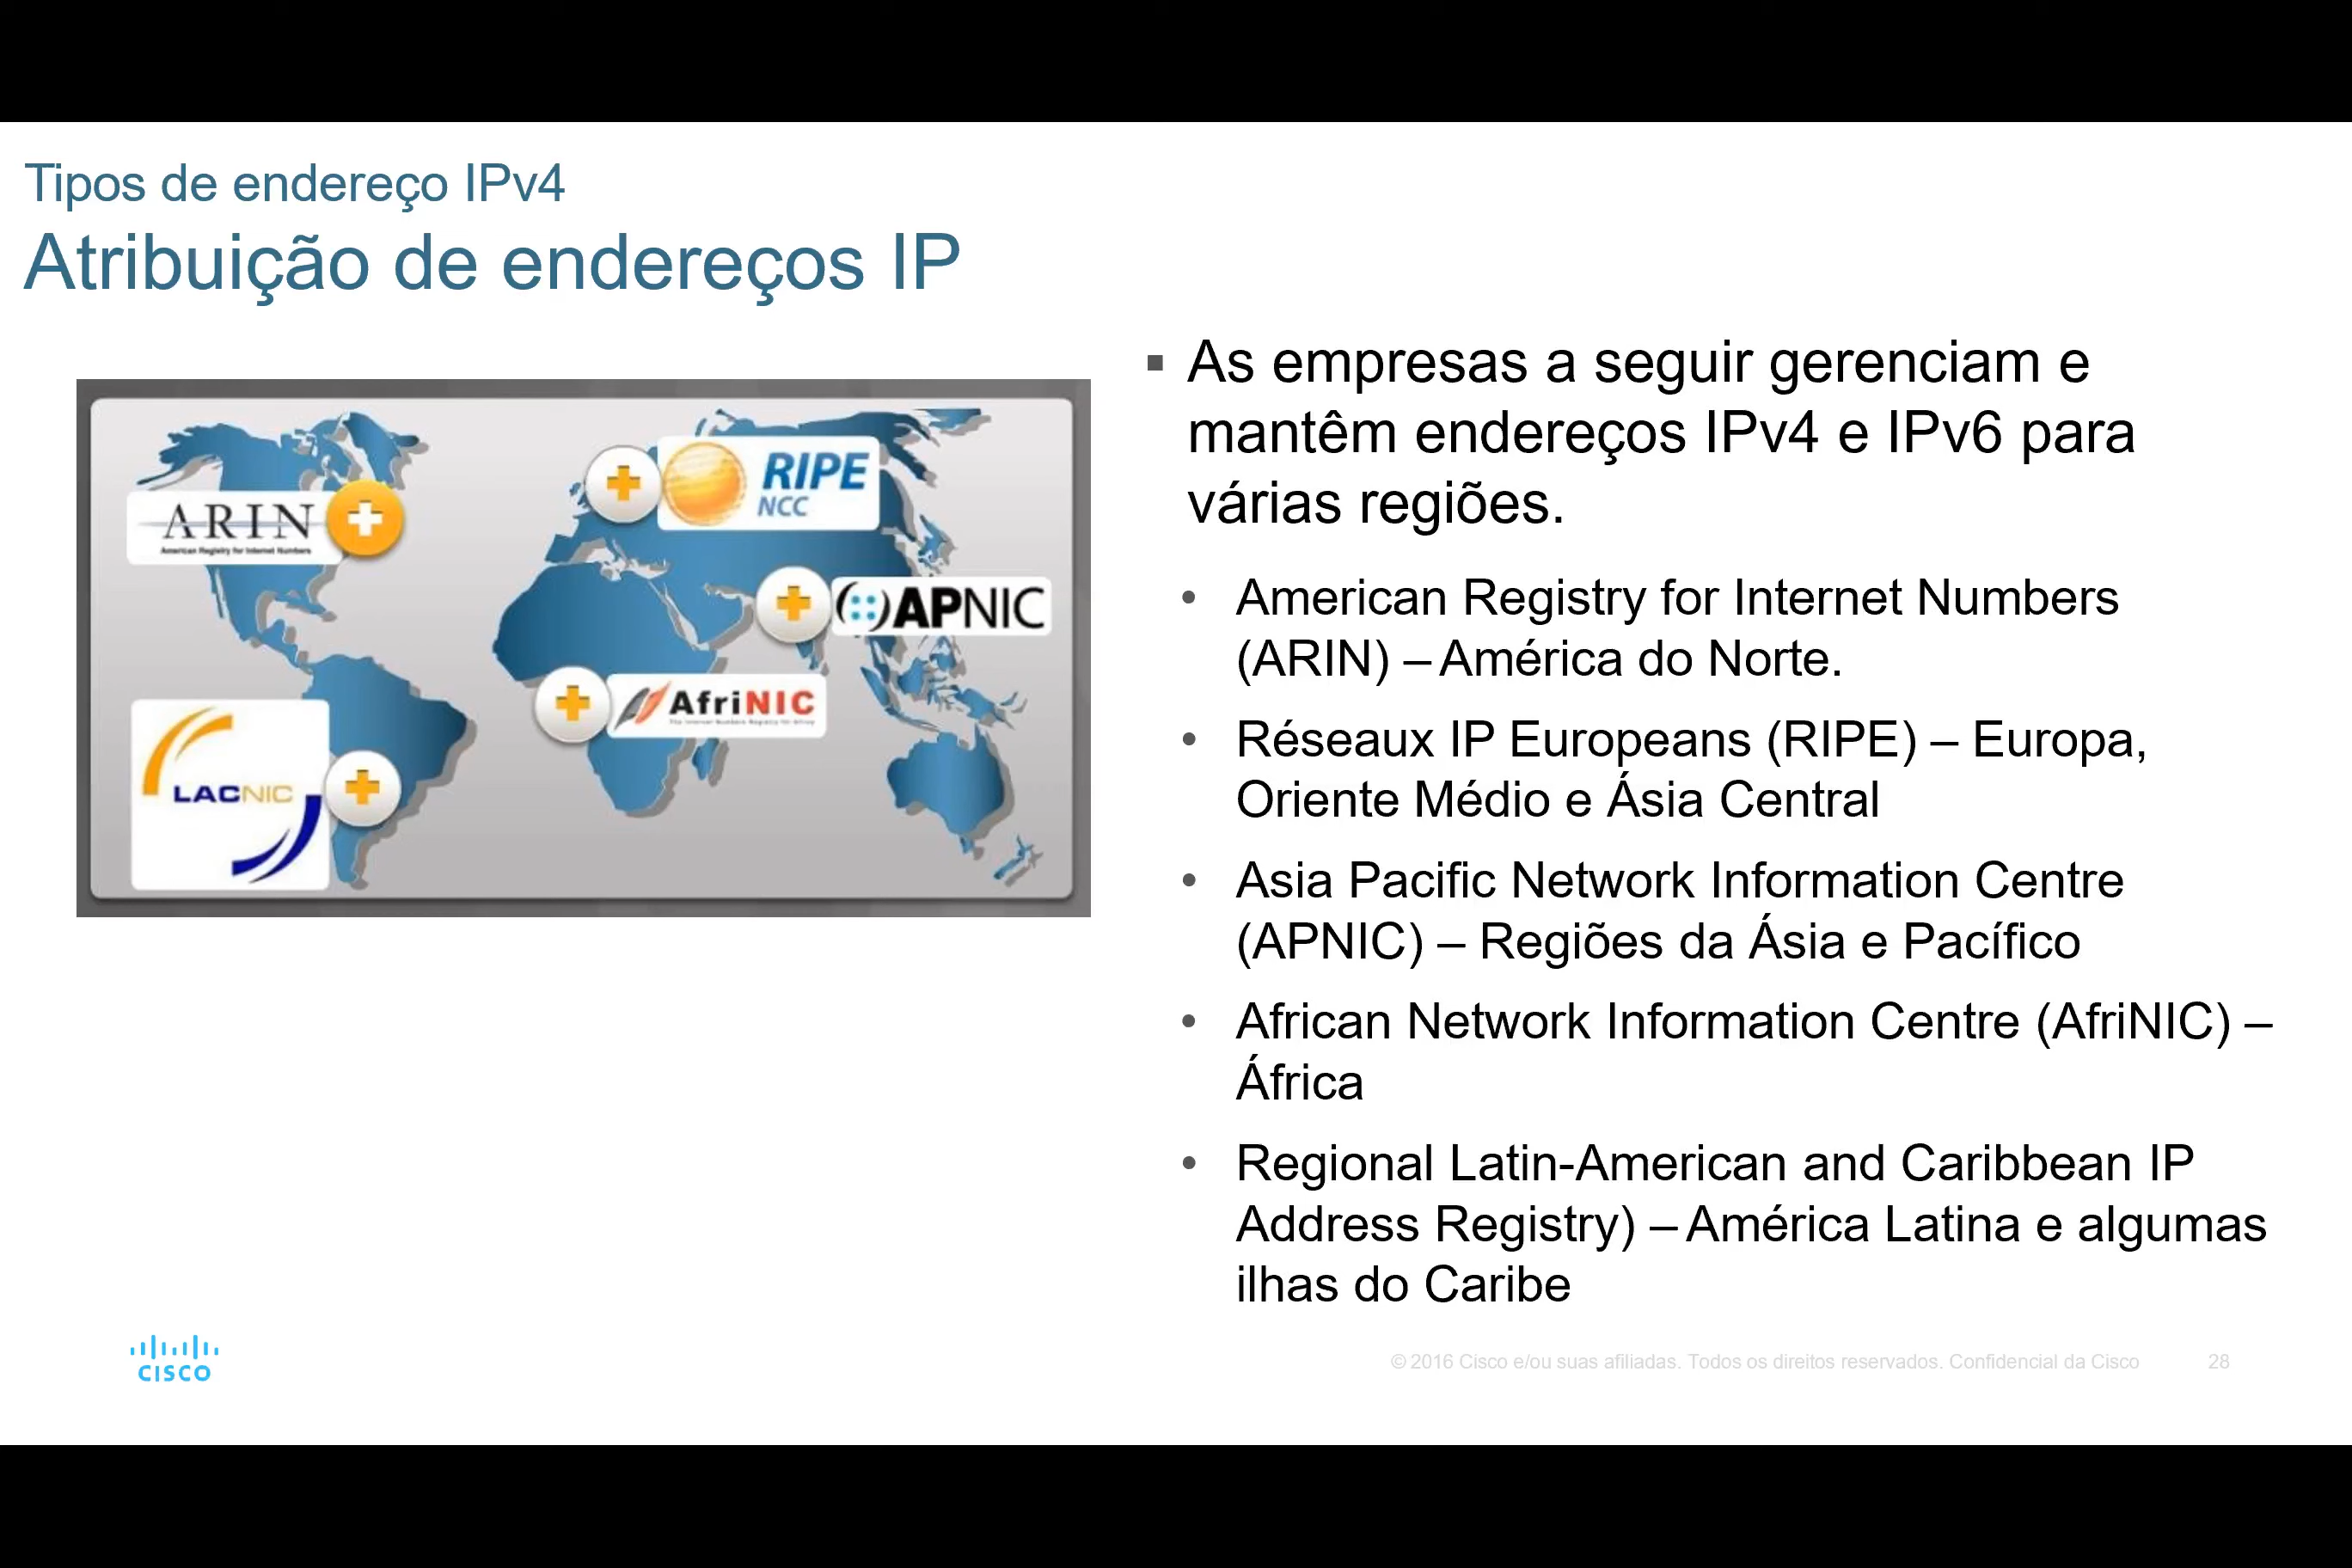 Tipos de endereço IPv4
Atribuição de endereços IP
ARIN
American Registry for Internet Numbers
RIPE
NCC
APNIC
AfriNIC
The Internet Numbers Registry for Africa
LACNIC
▪ As empresas a seguir gerenciam e
mantêm endereços IPv4 e IPv6 para
várias regiões.
• American Registry for Internet Numbers
(ARIN) – América do Norte.
• Réseaux IP Europeans (RIPE) – Europa,
Oriente Médio e Ásia Central
• Asia Pacific Network Information Centre
(APNIC) – Regiões da Ásia e Pacífico
• African Network Information Centre (AfriNIC) –
África
• Regional Latin-American and Caribbean IP
Address Registry) – América Latina e algumas
ilhas do Caribe
CISCO
© 2016 Cisco e/ou suas afiliadas. Todos os direitos reservados. Confidencial da Cisco 28